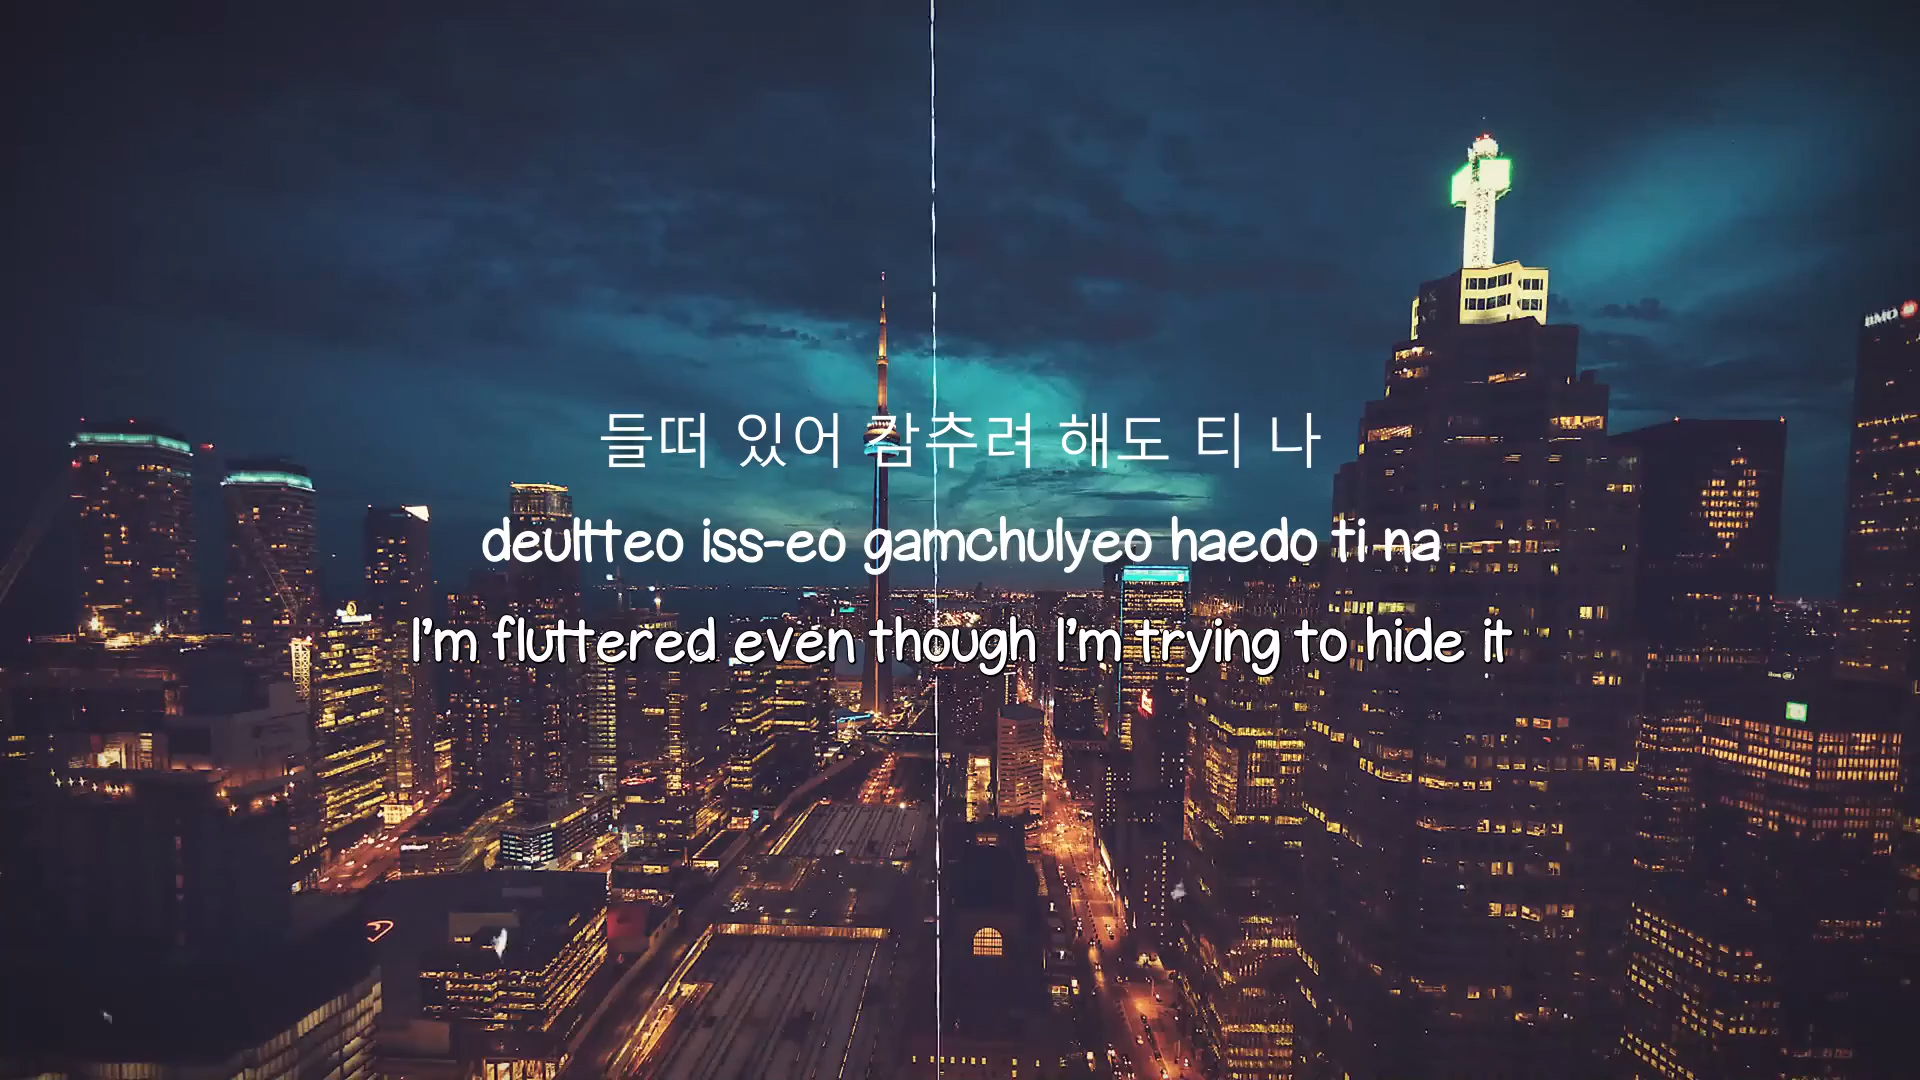 들떠 있어 감추려 해도 티 나
deultteo iss-eo gamchulyeo haedo ti na
I'm fluttered even though I'm trying to hide it
BMO